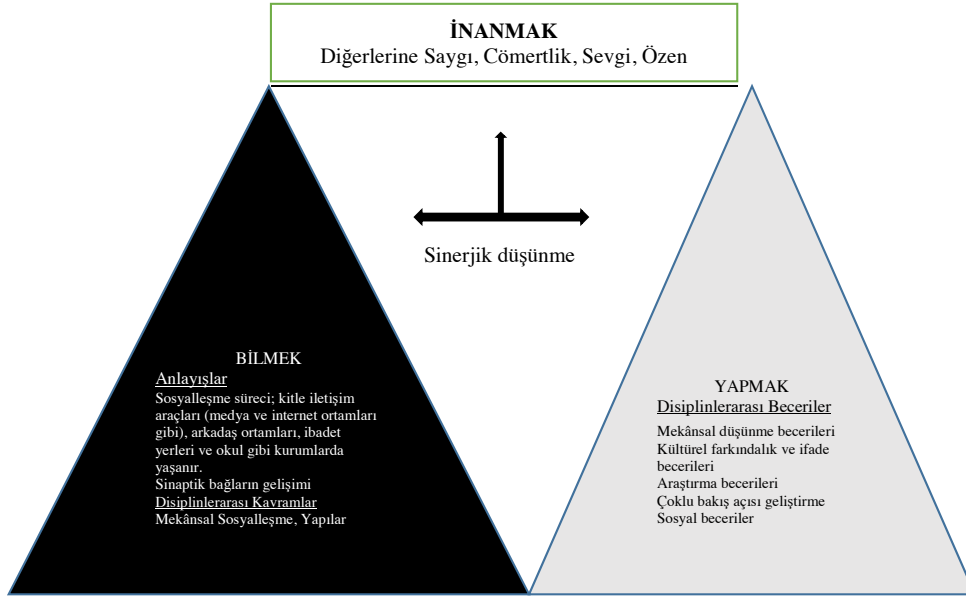 İNANMAK
Diğerlerine Saygı, Cömertlik, Sevgi, Özen
Sinerjik düşünme
BİLMEK
Anlayışlar
Sosyalleşme süreci; kitle iletişim
araçları (medya ve internet ortamları
gibi), arkadaş ortamları, ibadet
yerleri ve okul gibi kurumlarda
yaşanır.
Sinaptik bağların gelişimi
Disiplinlerarası Kavramlar
Mekânsal Sosyalleşme, Yapılar
YAPMAK
Disiplinlerarası Beceriler
Mekânsal düşünme becerileri
Kültürel farkındalık ve ifade
becerileri
Araştırma becerileri
Çoklu bakış açısı geliştirme
Sosyal beceriler